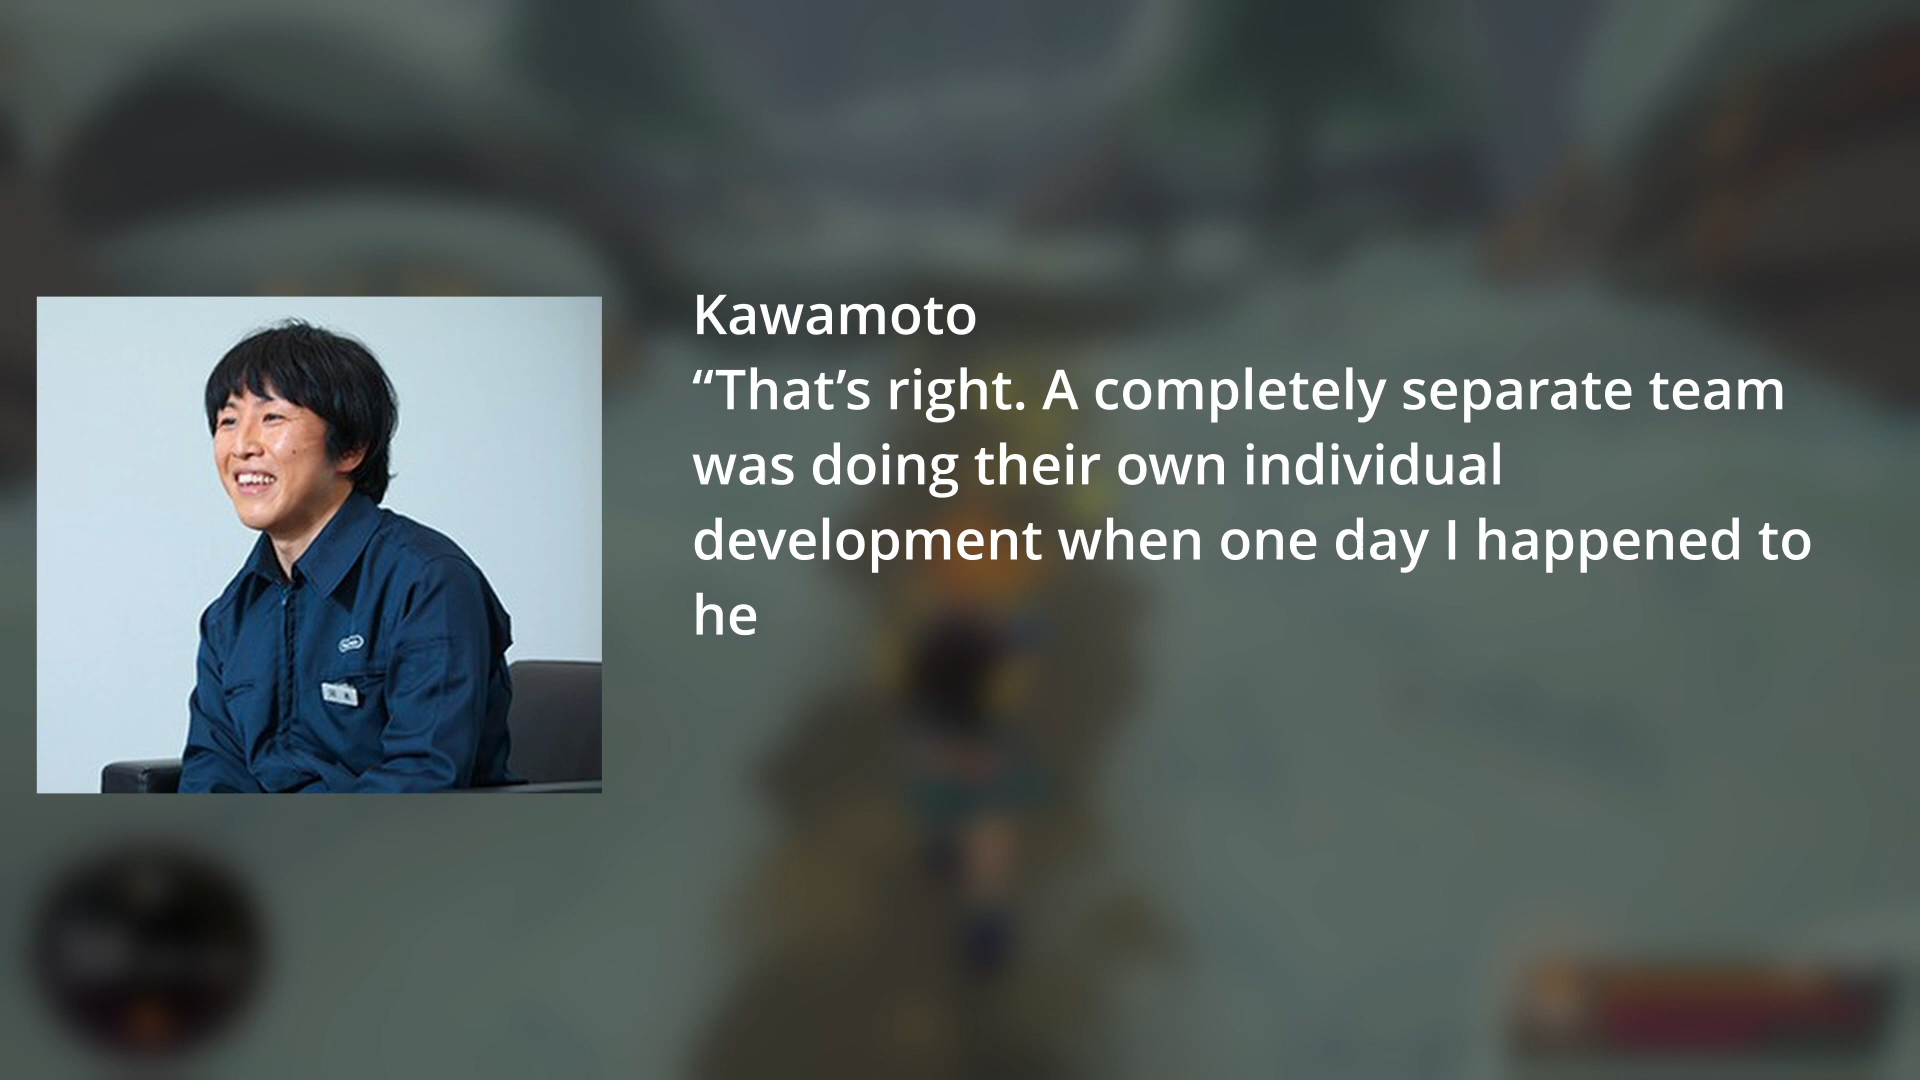 Kawamoto
“That’s right. A completely separate team
was doing their own individual
development when one day I happened to
he